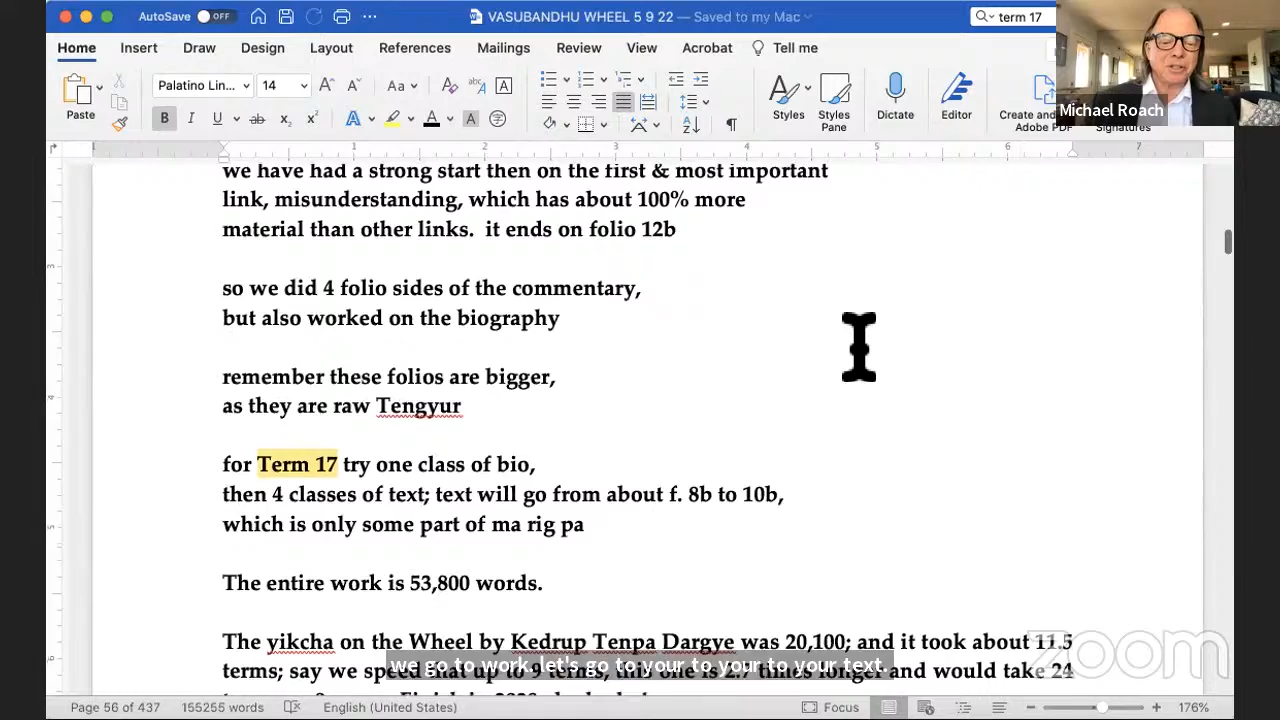 AutoSave OFF
VASUBANDHU WHEEL 5 9 22 — Saved to my Mac
term 17
Home Insert Draw Design Layout References Mailings Review View Acrobat Tell me
Michael Roach
Palatino Lin... 14
Paste
Styles
Styles Pane
Dictate
Editor
Create and
Adobe PDF
Signatures
we have had a strong start then on the first & most important
link, misunderstanding, which has about 100% more
material than other links. it ends on folio 12b
so we did 4 folio sides of the commentary,
but also worked on the biography
remember these folios are bigger,
as they are raw Tengyur
for Term 17 try one class of bio,
then 4 classes of text; text will go from about f. 8b to 10b,
which is only some part of ma rig pa
The entire work is 53,800 words.
The yikcha on the Wheel by Kedrup Tenpa Dargye was 20,100; and it took about 11.5
terms; say we speed that up to 9 terms, this one is 2.7 times longer and would take 24
we go to work. let's go to your to your to your text.
zoom
Page 56 of 437 155255 words English (United States) Focus 176%